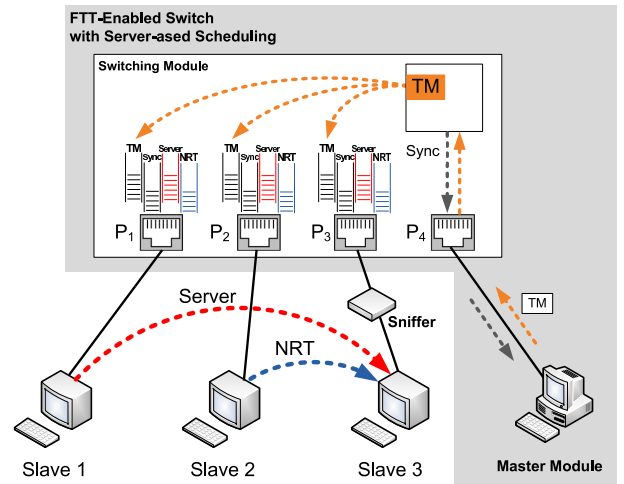 FTT-Enabled Switch
with Server-ased Scheduling
Switching Module
TM
Sync
TM Server
Sync NRT
TM Server
Sync NRT
TM Server
Sync NRT
P1
P2
P3
P4
Server
NRT
Sniffer
TM
Slave 1
Slave 2
Slave 3
Master Module